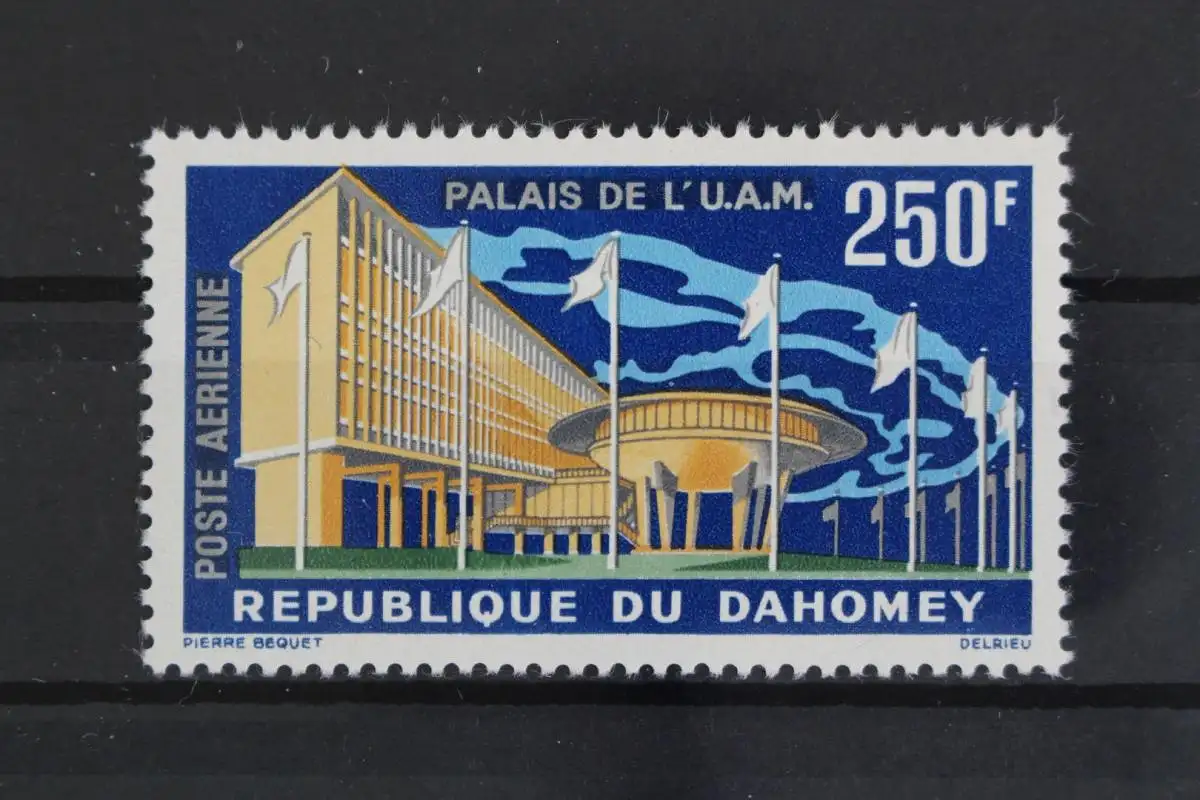 PALAIS DE L'U.A.M.
250F
POSTE AERIENNE
REPUBLIQUE DU DAHOMEY
PIERRE BEQUET
DELRIEU